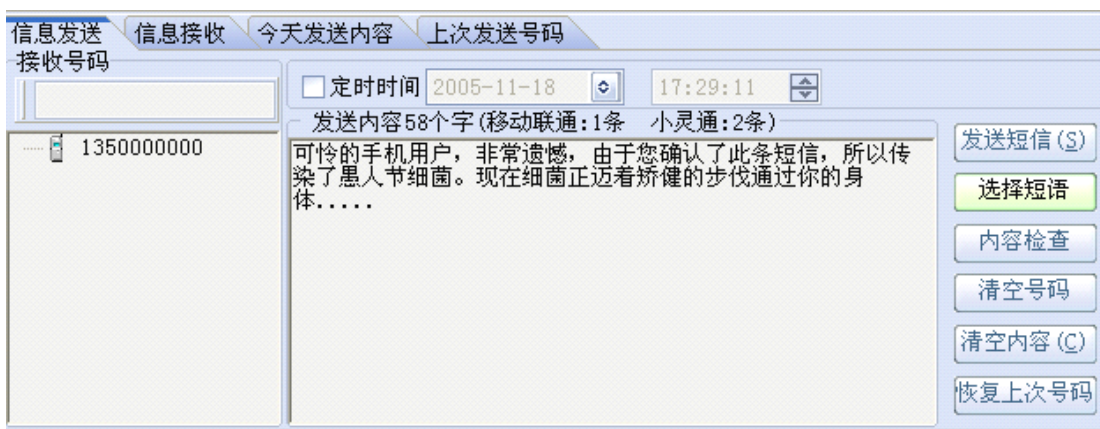 信息发送 信息接收 今天发送内容 上次发送号码
接收号码
定时时间 2005-11-18 17:29:11
发送内容58个字(移动联通:1条 小灵通:2条)
1350000000
可怜的手机用户，非常遗憾，由于您确认了此条短信，所以传
染了愚人节细菌。现在细菌正迈着矫健的步伐通过你的身
体.....
发送短信(S)
选择短语
内容检查
清空号码
清空内容(C)
恢复上次号码